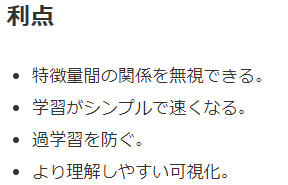 利点
特徴量間の関係を無視できる。
学習がシンプルで速くなる。
過学習を防ぐ。
より理解しやすい可視化。